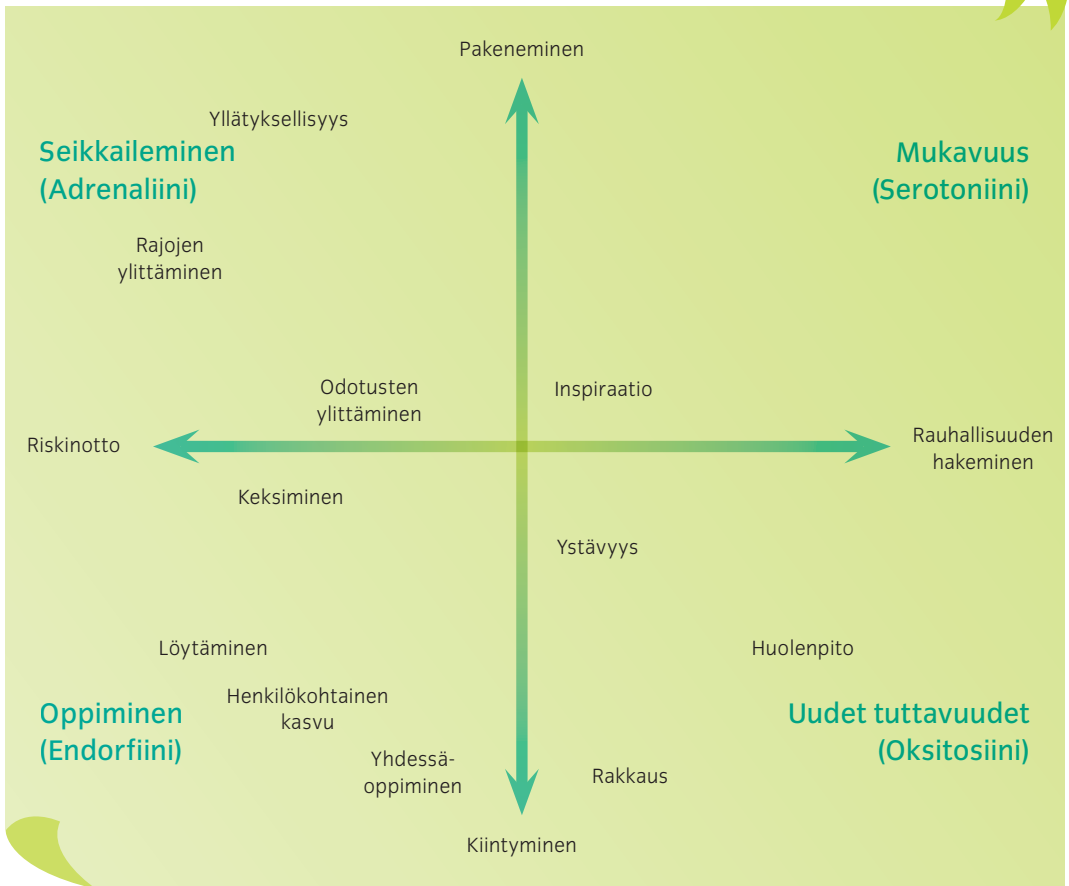 Pakeneminen
Yllätyksellisyys
Seikkaileminen
(Adrenaliini)
Mukavuus
(Serotoniini)
Rajojen
ylittäminen
Odotusten
ylittäminen
Inspiraatio
Riskinotto
Rauhallisuuden
hakeminen
Keksiminen
Ystävyys
Löytäminen
Huolenpito
Henkilökohtainen
kasvu
Oppiminen
(Endorfiini)
Uudet tuttavuudet
(Oksitosiini)
Yhdessä-
oppiminen
Rakkaus
Kiintyminen